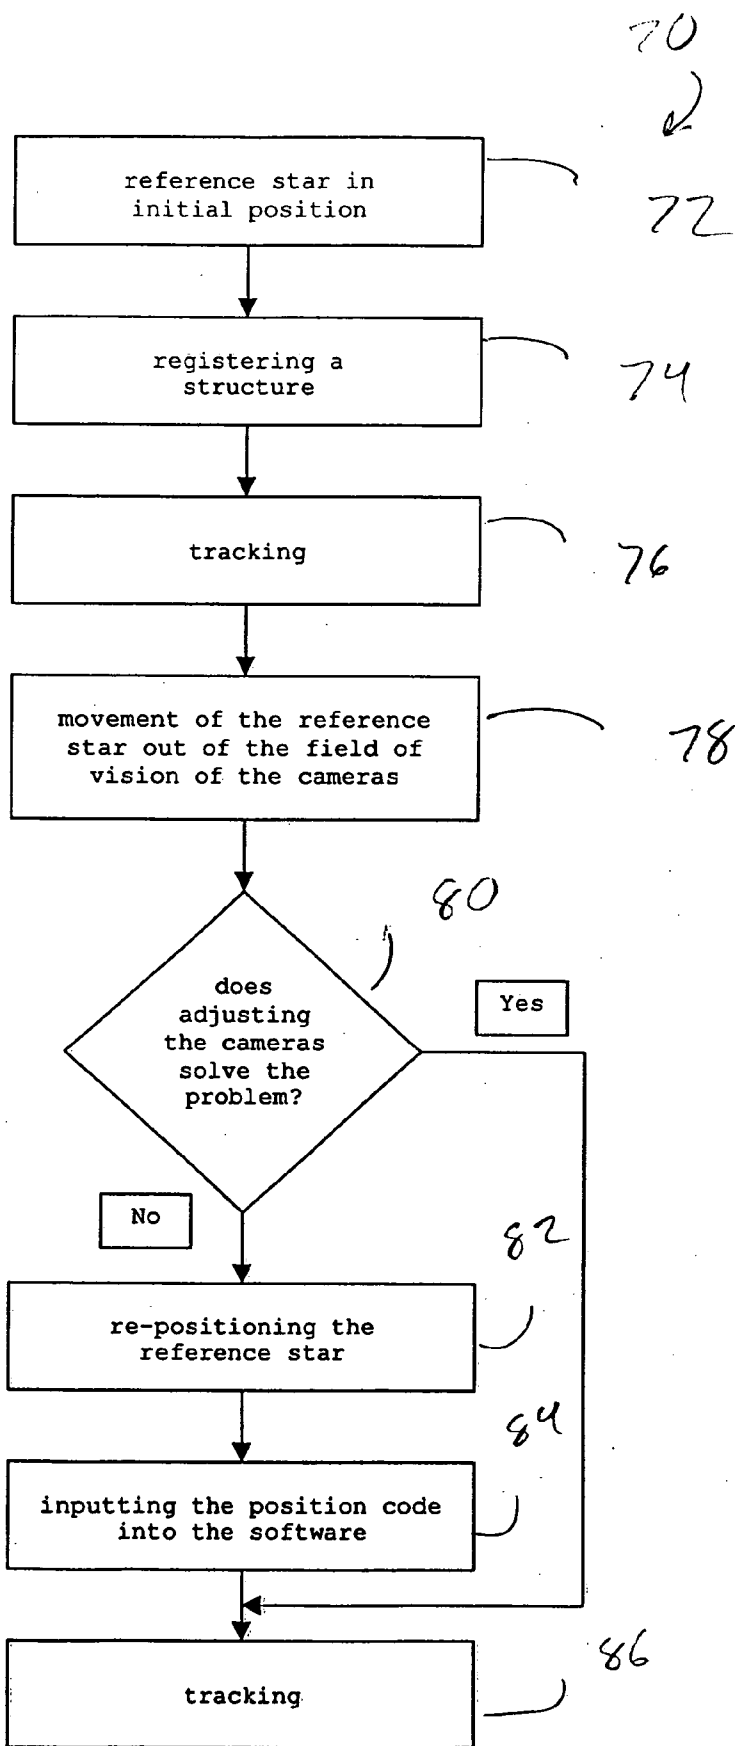 70
reference star in
initial position
72
registering a
structure
74
tracking
76
movement of the reference
star out of the field of
vision of the cameras
78
80
does
adjusting
the cameras
solve the
problem?
Yes
No
82
re-positioning the
reference star
84
inputting the position code
into the software
86
tracking